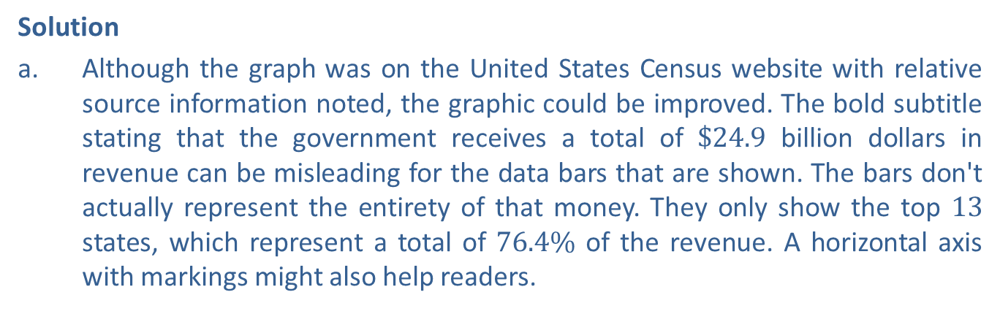 Solution
a. Although the graph was on the United States Census website with relative
source information noted, the graphic could be improved. The bold subtitle
stating that the government receives a total of $24.9 billion dollars in
revenue can be misleading for the data bars that are shown. The bars don't
actually represent the entirety of that money. They only show the top 13
states, which represent a total of 76.4% of the revenue. A horizontal axis
with markings might also help readers.